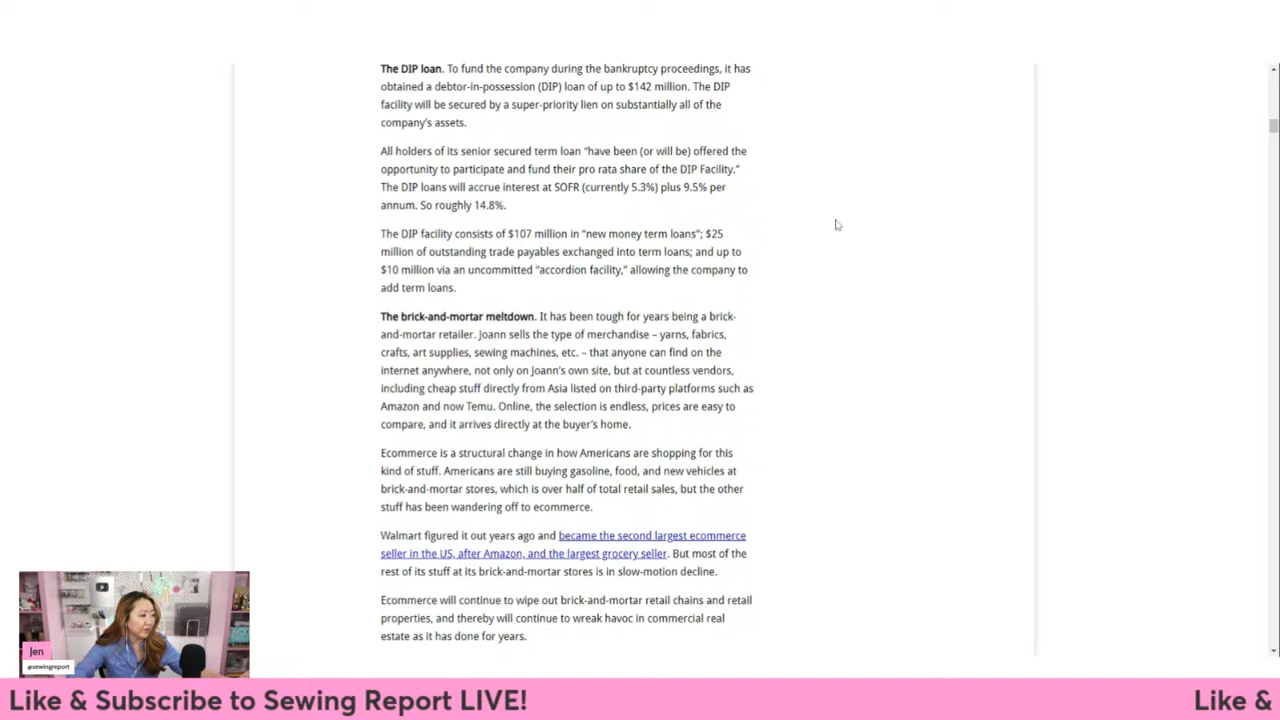 The DIP loan. To fund the company during the bankruptcy proceedings, it has
obtained a debtor-in-possession (DIP) loan of up to $142 million. The DIP
facility will be secured by a super-priority lien on substantially all of the
company's assets.
All holders of its senior secured term loan “have been (or will be) offered the
opportunity to participate and fund their pro rata share of the DIP Facility.”
The DIP loans will accrue interest at SOFR (currently 5.3%) plus 9.5% per
annum. So roughly 14.8%.
The DIP facility consists of $107 million in “new money term loans”; $25
million of outstanding trade payables exchanged into term loans; and up to
$10 million via an uncommitted “accordion facility,” allowing the company to
add term loans.
The brick-and-mortar meltdown. It has been tough for years being a brick-
and-mortar retailer. Joann sells the type of merchandise – yarns, fabrics,
crafts, art supplies, sewing machines, etc. – that anyone can find on the
internet anywhere, not only on Joann's own site, but at countless vendors,
including cheap stuff directly from Asia listed on third-party platforms such as
Amazon and now Temu. Online, the selection is endless, prices are easy to
compare, and it arrives directly at the buyer's home.
Ecommerce is a structural change in how Americans are shopping for this
kind of stuff. Americans are still buying gasoline, food, and new vehicles at
brick-and-mortar stores, which is over half of total retail sales, but the other
stuff has been wandering off to ecommerce.
Walmart figured it out years ago and became the second largest ecommerce
seller in the US, after Amazon, and the largest grocery seller. But most of the
rest of its stuff at its brick-and-mortar stores is in slow-motion decline.
Ecommerce will continue to wipe out brick-and-mortar retail chains and retail
properties, and thereby will continue to wreak havoc in commercial real
estate as it has done for years.
Jen
@sewingreport
Like & Subscribe to Sewing Report LIVE!
Like &